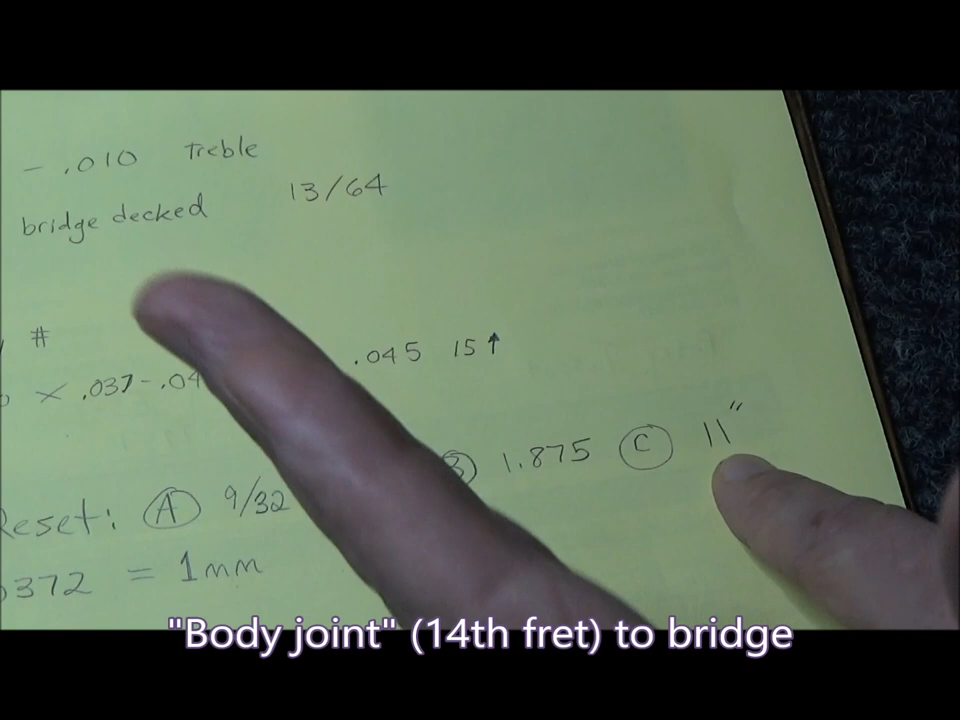 - .010 Treble
bridge decked 13/64
#
x .037-.04 .045 15↑
Reset: A 9/32 B 1.875 C 11"
372 = 1mm
"Body joint" (14th fret) to bridge